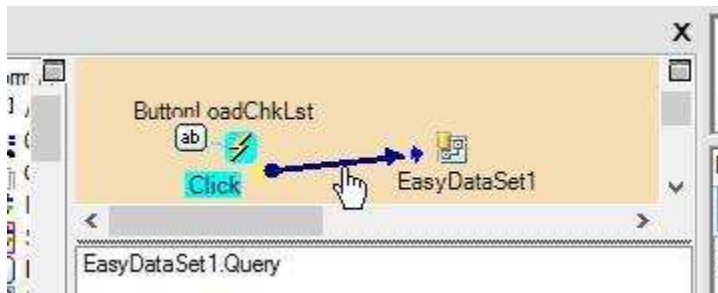 X
ButtonLoadChkLst
ab
Click
EasyDataSet1
EasyDataSet1.Query